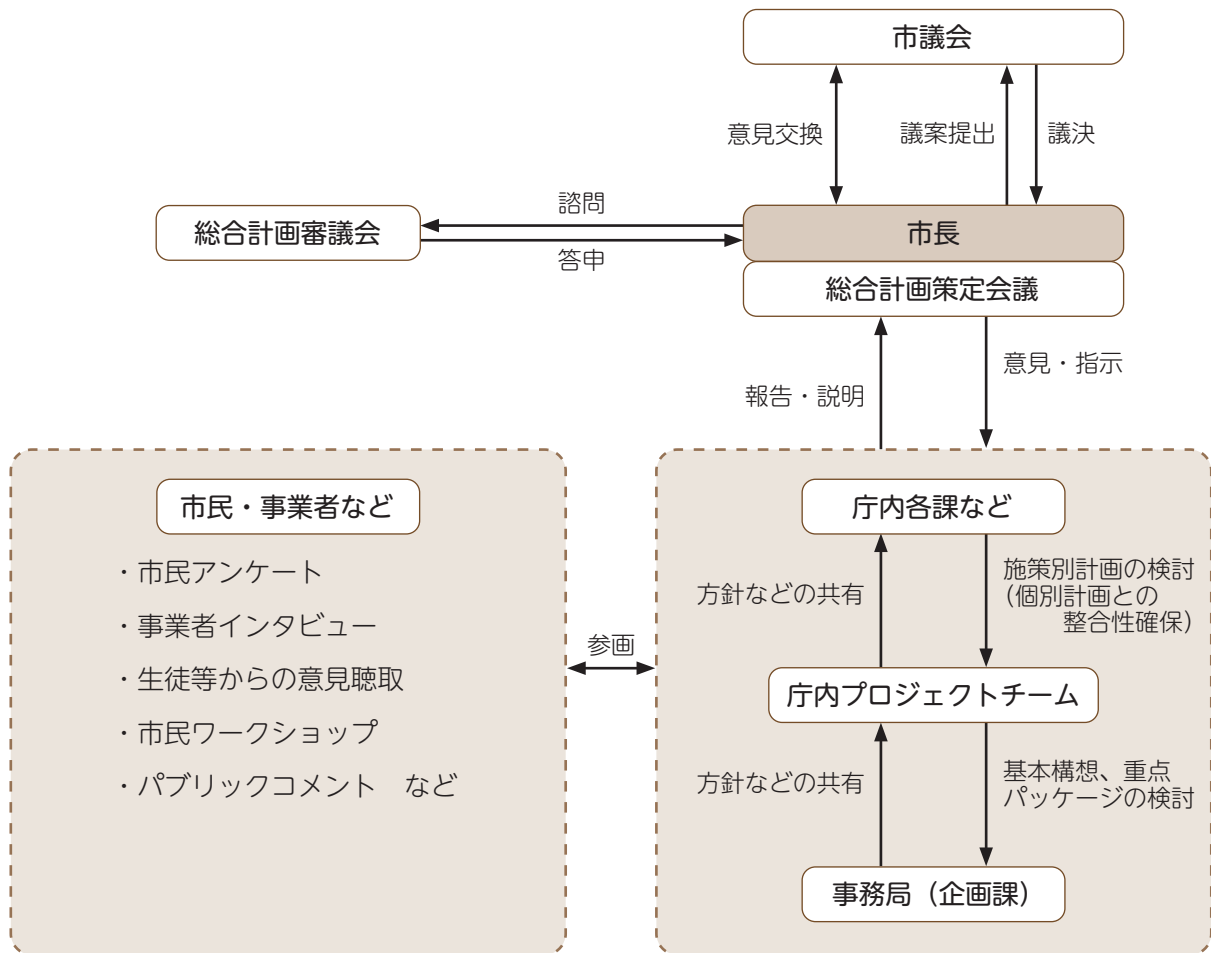 市議会
意見交換
議案提出
議決
諮問
総合計画審議会
市長
答申
総合計画策定会議
意見・指示
報告・説明
市民・事業者など
・市民アンケート
・事業者インタビュー
・生徒等からの意見聴取
・市民ワークショップ
・パブリックコメント　など
参画
庁内各課など
方針などの共有
施策別計画の検討
(個別計画との
整合性確保)
庁内プロジェクトチーム
方針などの共有
基本構想、重点
パッケージの検討
事務局（企画課）